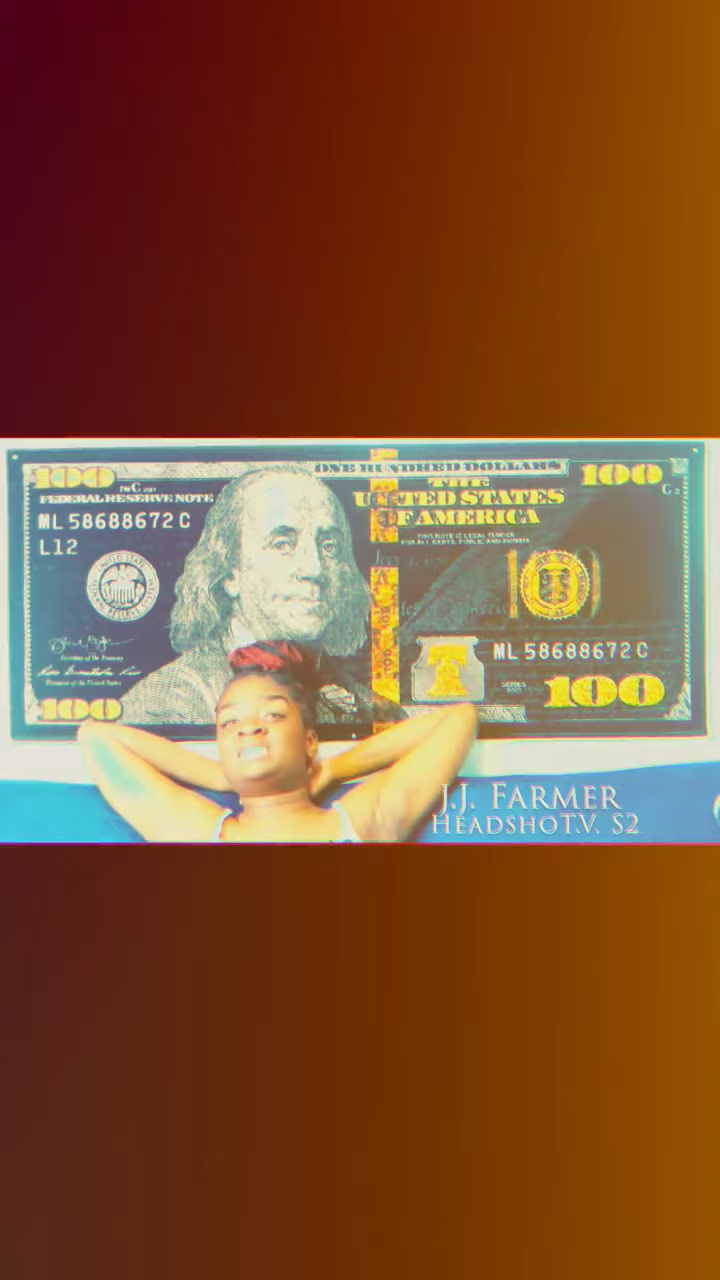 100
FEDERAL RESERVE NOTE
ML 58688672 C
L12
100
ONE HUNDRED DOLLARS
THE
UNITED STATES
OF AMERICA
THIS NOTE IS LEGAL TENDER
FOR ALL DEBTS, PUBLIC AND PRIVATE
100
ML 58688672 C
SERIES
100
J.J. FARMER
HEADSHOT.V. S2